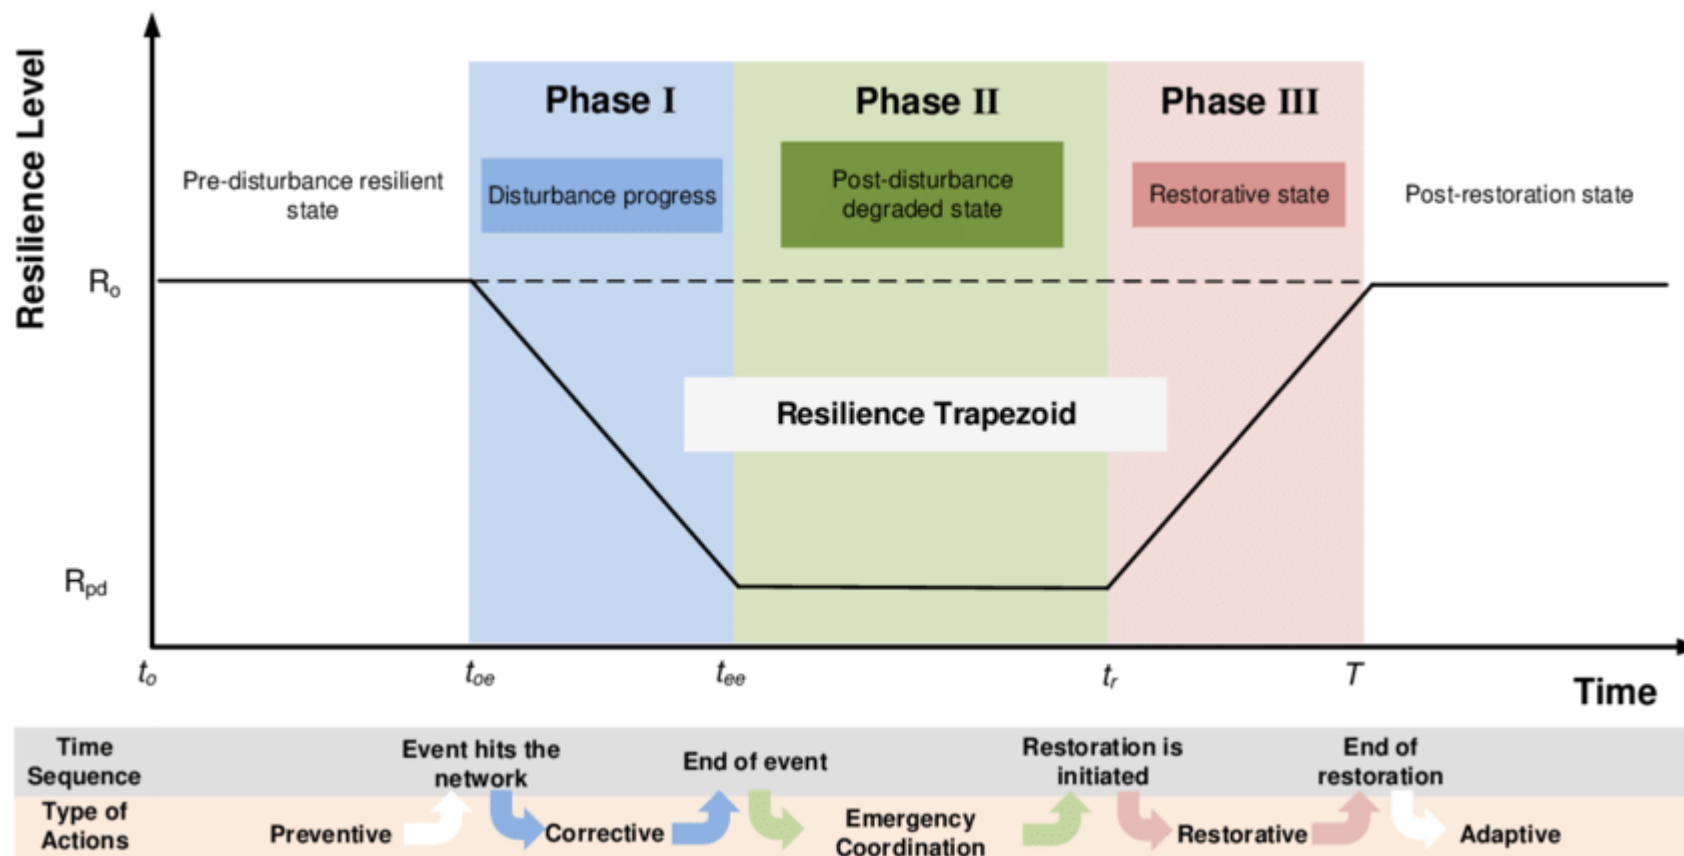 Resilience Level
Phase I
Phase II
Phase III
Pre-disturbance resilient
state
Disturbance progress
Post-disturbance
degraded state
Restorative state
Post-restoration state
Ro
Resilience Trapezoid
Rpd
to
toe
tee
tr
T
Time
Time
Sequence
Event hits the
network
End of event
Restoration is
initiated
End of
restoration
Type of
Actions
Preventive
Corrective
Emergency
Coordination
Restorative
Adaptive